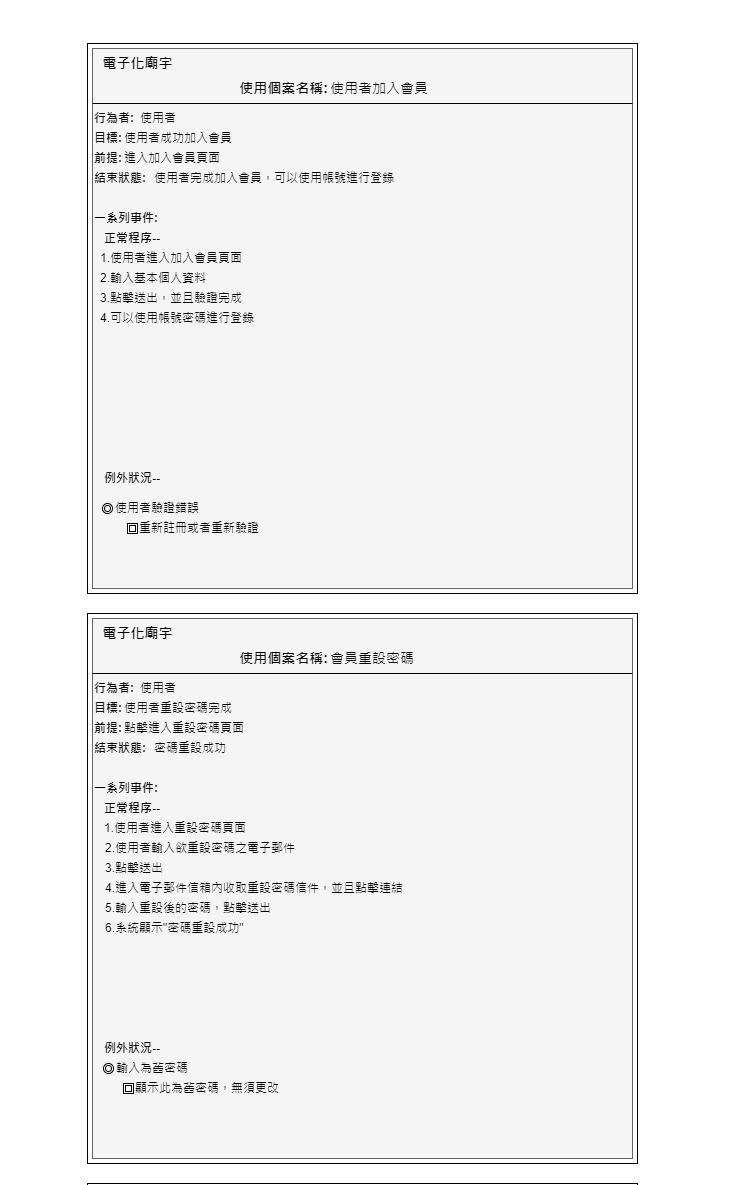 電子化廟宇
使用個案名稱:使用者加入會員
行為者: 使用者
目標:使用者成功加入會員
前提:進入加入會員頁面
結束狀態: 使用者完成加入會員，可以使用帳號進行登錄
一系列事件:
正常程序--
1.使用者進入加入會員頁面
2.輸入基本個人資料
3.點擊送出，並且驗證完成
4.可以使用帳號密碼進行登錄
例外狀況--
◎使用者驗證錯誤
回重新註冊或者重新驗證
電子化廟宇
使用個案名稱:會員重設密碼
行為者: 使用者
目標:使用者重設密碼完成
前提:點擊進入重設密碼頁面
結束狀態: 密碼重設成功
一系列事件:
正常程序--
1.使用者進入重設密碼頁面
2.使用者輸入欲重設密碼之電子郵件
3.點擊送出
4.進入電子郵件信箱內收取重設密碼信件，並且點擊連結
5.輸入重設後的密碼，點擊送出
6.系統顯示"密碼重設成功"
例外狀況--
◎輸入為舊密碼
回顯示此為舊密碼，無須更改